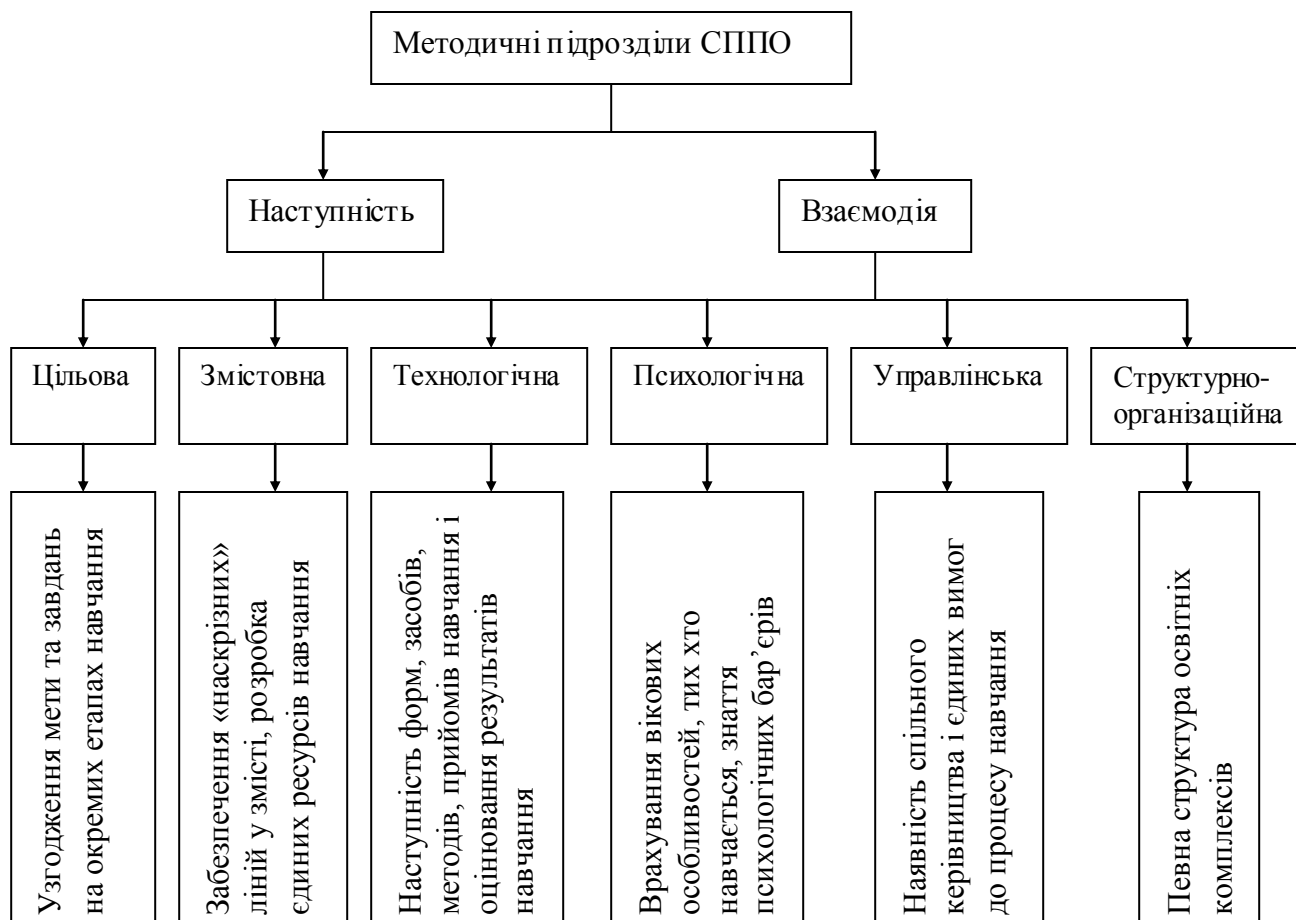 Методичні підрозділи СППО
Наступність
Взаємодія
Цільова
Змістовна
Технологічна
Психологічна
Управлінська
Структурно-
організаційна
Узгодження мети та завдань
на окремих етапах навчання
Забезпечення «наскрізних»
ліній у змісті, розробка
єдиних ресурсів навчання
Наступність форм, засобів,
методів, прийомів навчання і
оцінювання результатів
навчання
Врахування вікових
особливостей, тих хто
навчається, знаття
психологічних бар’єрів
Наявність спільного
керівництва і єдиних вимог
до процесу навчання
Певна структура освітніх
комплексів